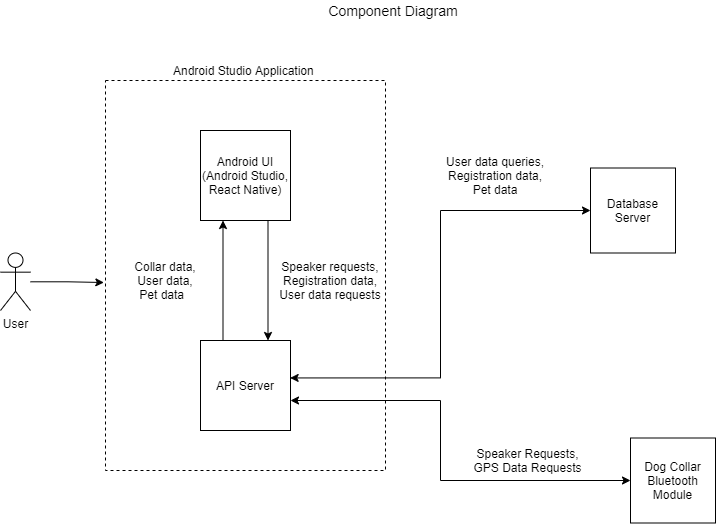 Component Diagram
Android Studio Application
Android UI
(Android Studio,
React Native)
User data queries,
Registration data,
Pet data
Database
Server
Collar data,
User data,
Pet data
Speaker requests,
Registration data,
User data requests
User
API Server
Speaker Requests,
GPS Data Requests
Dog Collar
Bluetooth
Module